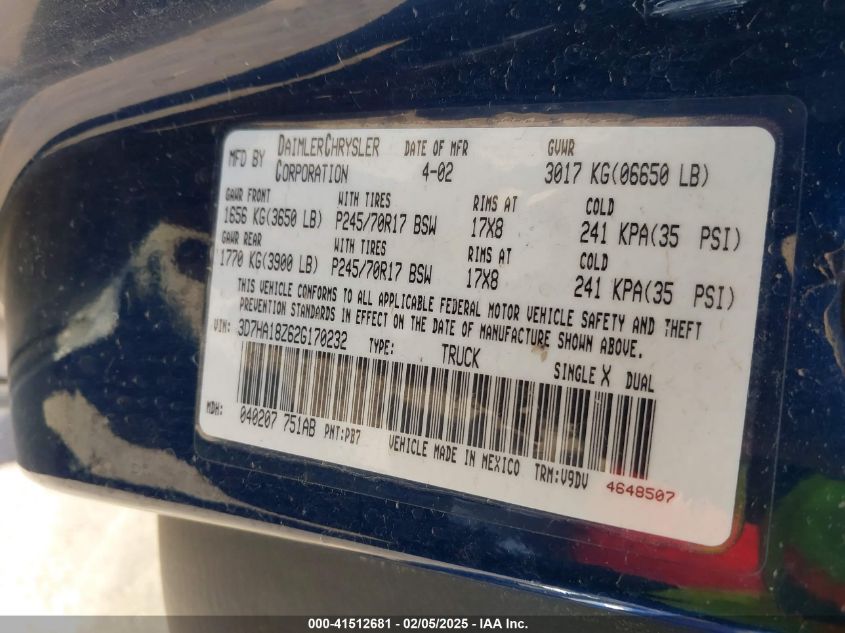 MFD BY DAIMLERCHRYSLER CORPORATION DATE OF MFR 4-02 GVWR 3017 KG(06650 LB)
GAWR FRONT WITH TIRES RIMS AT COLD
1656 KG(3650 LB) P245/70R17 BSW 17X8 241 KPA(35 PSI)
GAWR REAR WITH TIRES RIMS AT COLD
1770 KG(3900 LB) P245/70R17 BSW 17X8 241 KPA(35 PSI)
THIS VEHICLE CONFORMS TO ALL APPLICABLE FEDERAL MOTOR VEHICLE SAFETY AND THEFT
PREVENTION STANDARDS IN EFFECT ON THE DATE OF MANUFACTURE SHOWN ABOVE.
VIN: 3D7HA18Z62G170232 TYPE: TRUCK SINGLE X DUAL
MDH: 040207 751AB PNT:PB7 VEHICLE MADE IN MEXICO TRM:V9DV 4648507
000-41512681 - 02/05/2025 - IAA Inc.